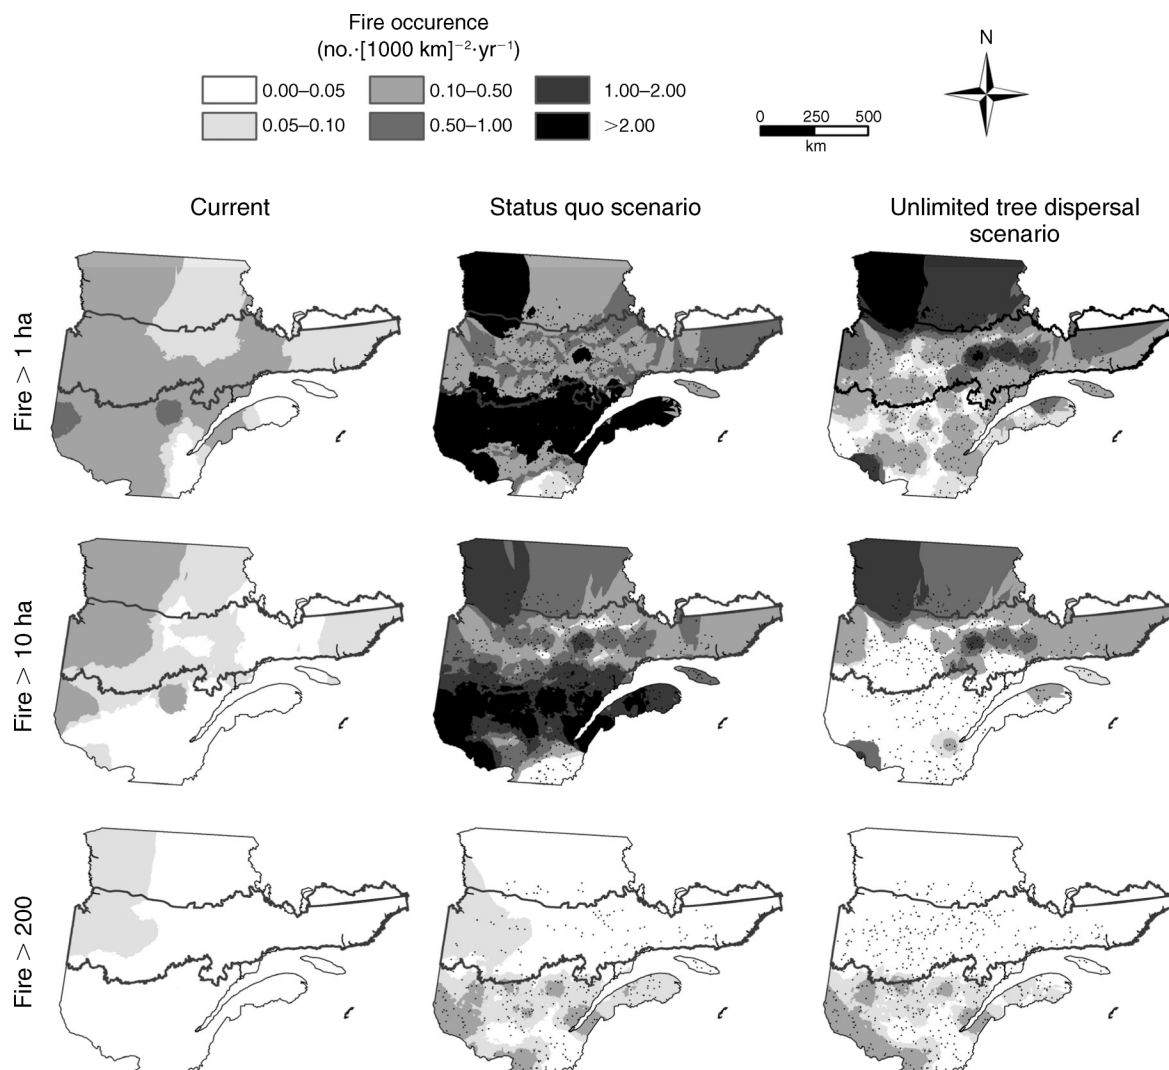 Fire occurence
(no.·[1000 km]⁻²·yr⁻¹)
0.00–0.05
0.10–0.50
1.00–2.00
0.05–0.10
0.50–1.00
>2.00
N
0 250 500
km
Current
Status quo scenario
Unlimited tree dispersal
scenario
Fire > 1 ha
Fire > 10 ha
Fire > 200